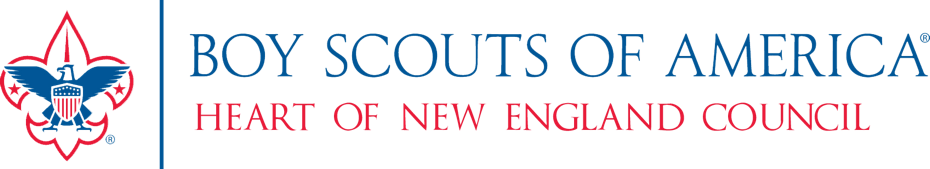 BOY SCOUTS OF AMERICA®
HEART OF NEW ENGLAND COUNCIL
®